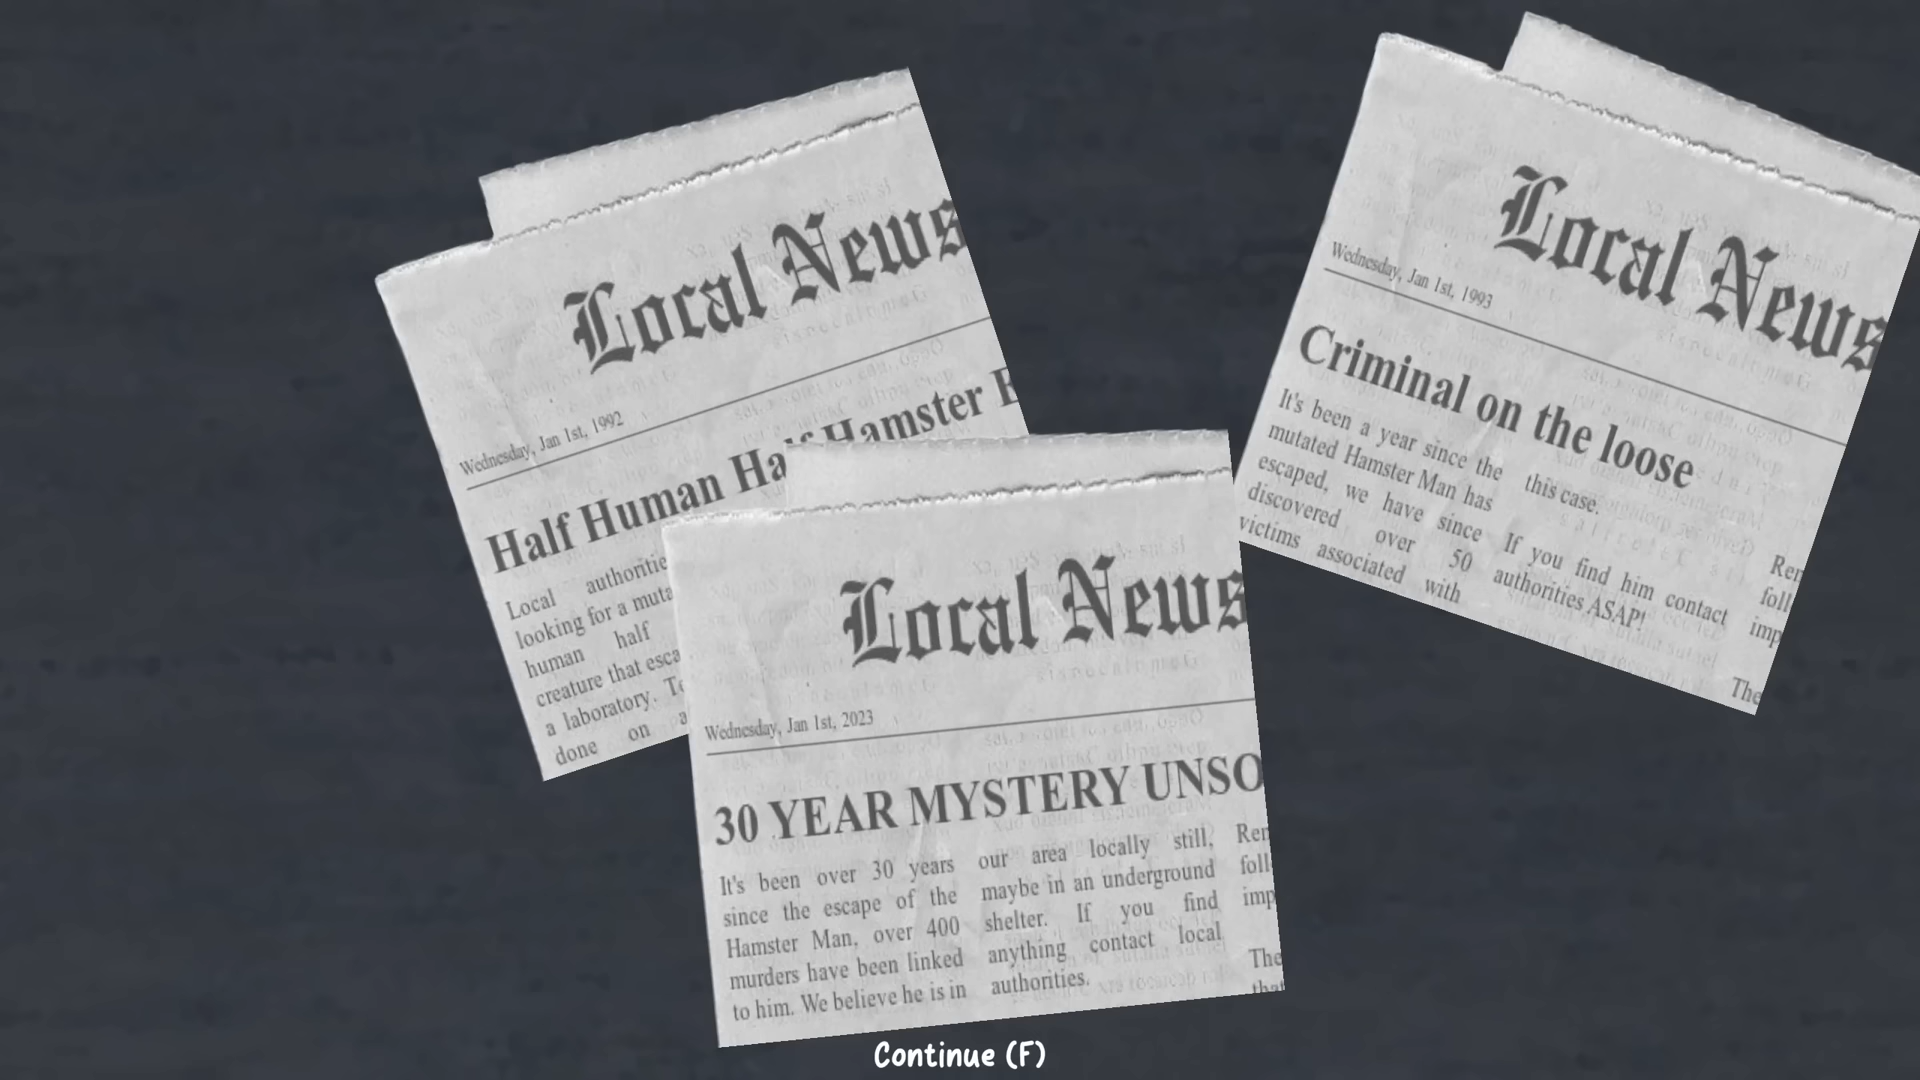 Local News
Wednesday, Jan 1st, 1992
Half Human Half Hamster
Local authorities
looking for a
human half
creature that
a laboratory.
done on a
Local News
Wednesday, Jan 1st, 1993
Criminal on the loose
It's been a year since the
mutated Hamster Man has
escaped, we have since
discovered over 50
victims associated with
this case.
If you find him contact
authorities ASAP!
The
Local News
Wednesday, Jan 1st, 2023
30 YEAR MYSTERY
It's been over 30 years
since the escape of the
Hamster Man, over 400
murders have been linked
to him. We believe he is in
our area locally still,
maybe in an underground
shelter. If you find
anything contact local
authorities.
The
Continue (F)